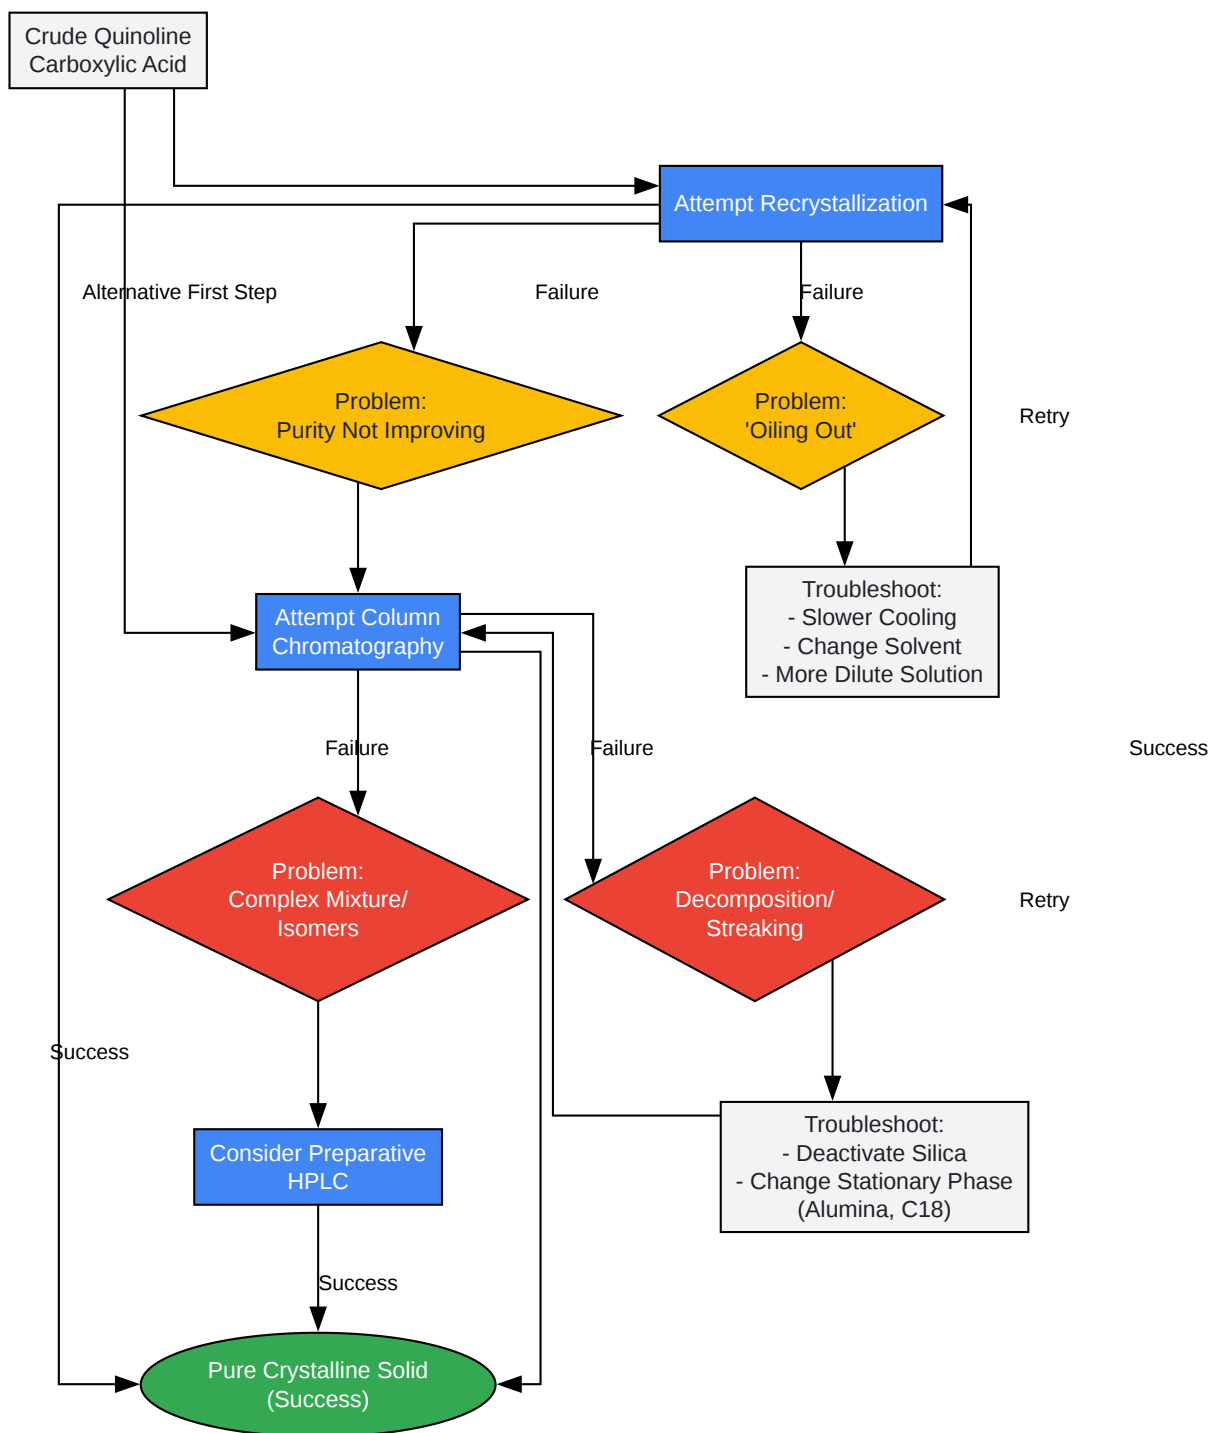 Crude Quinoline
Carboxylic Acid
Attempt Recrystallization
Alternative First Step
Failure
Failure
Problem:
Purity Not Improving
Problem:
'Oiling Out'
Retry
Troubleshoot:
- Slower Cooling
- Change Solvent
- More Dilute Solution
Attempt Column
Chromatography
Failure
Failure
Success
Problem:
Complex Mixture/
Isomers
Problem:
Decomposition/
Streaking
Retry
Success
Troubleshoot:
- Deactivate Silica
- Change Stationary Phase
(Alumina, C18)
Consider Preparative
HPLC
Success
Pure Crystalline Solid
(Success)